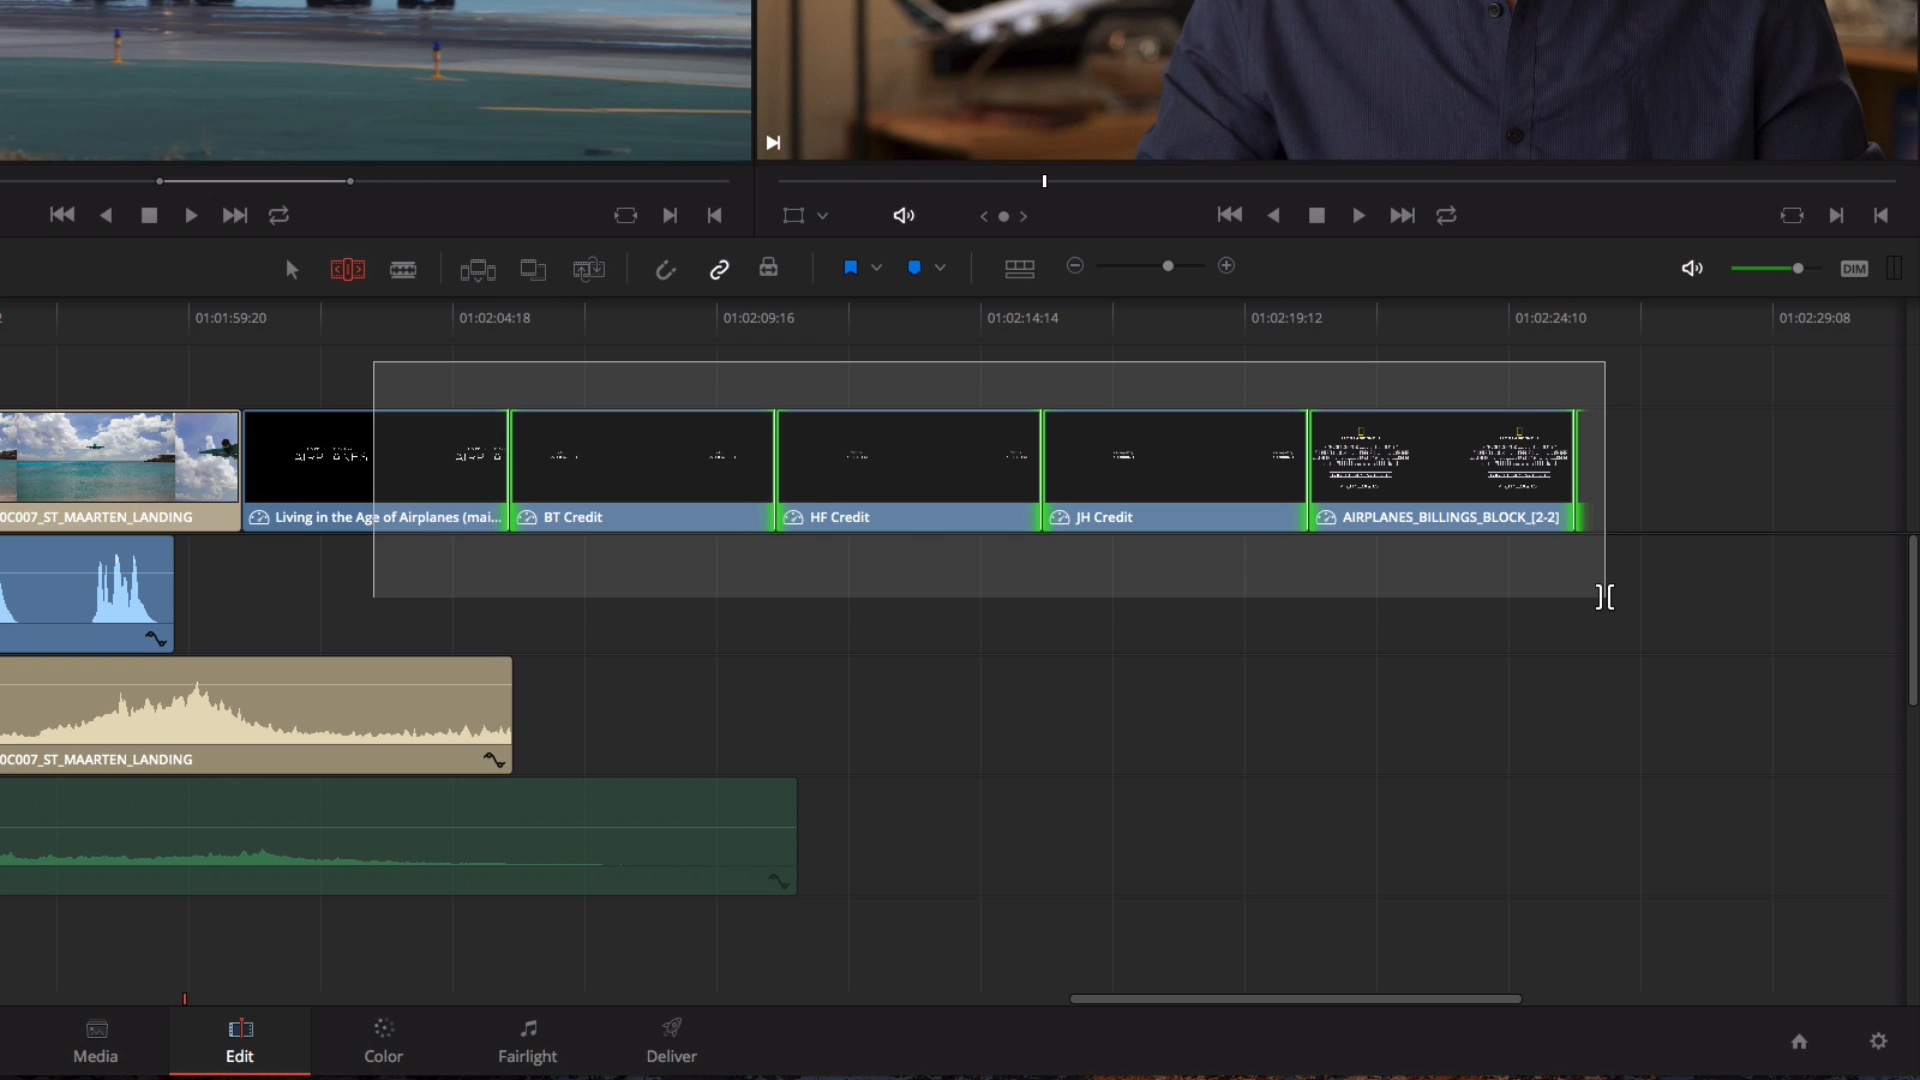 DIM
01:01:59:20
01:02:04:18
01:02:09:16
01:02:14:14
01:02:19:12
01:02:24:10
01:02:29:08
0C007_ST_MAARTEN_LANDING
Living in the Age of Airplanes (mai...
BT Credit
HF Credit
JH Credit
AIRPLANES_BILLINGS_BLOCK_[2-2]
0C007_ST_MAARTEN_LANDING
Media
Edit
Color
Fairlight
Deliver